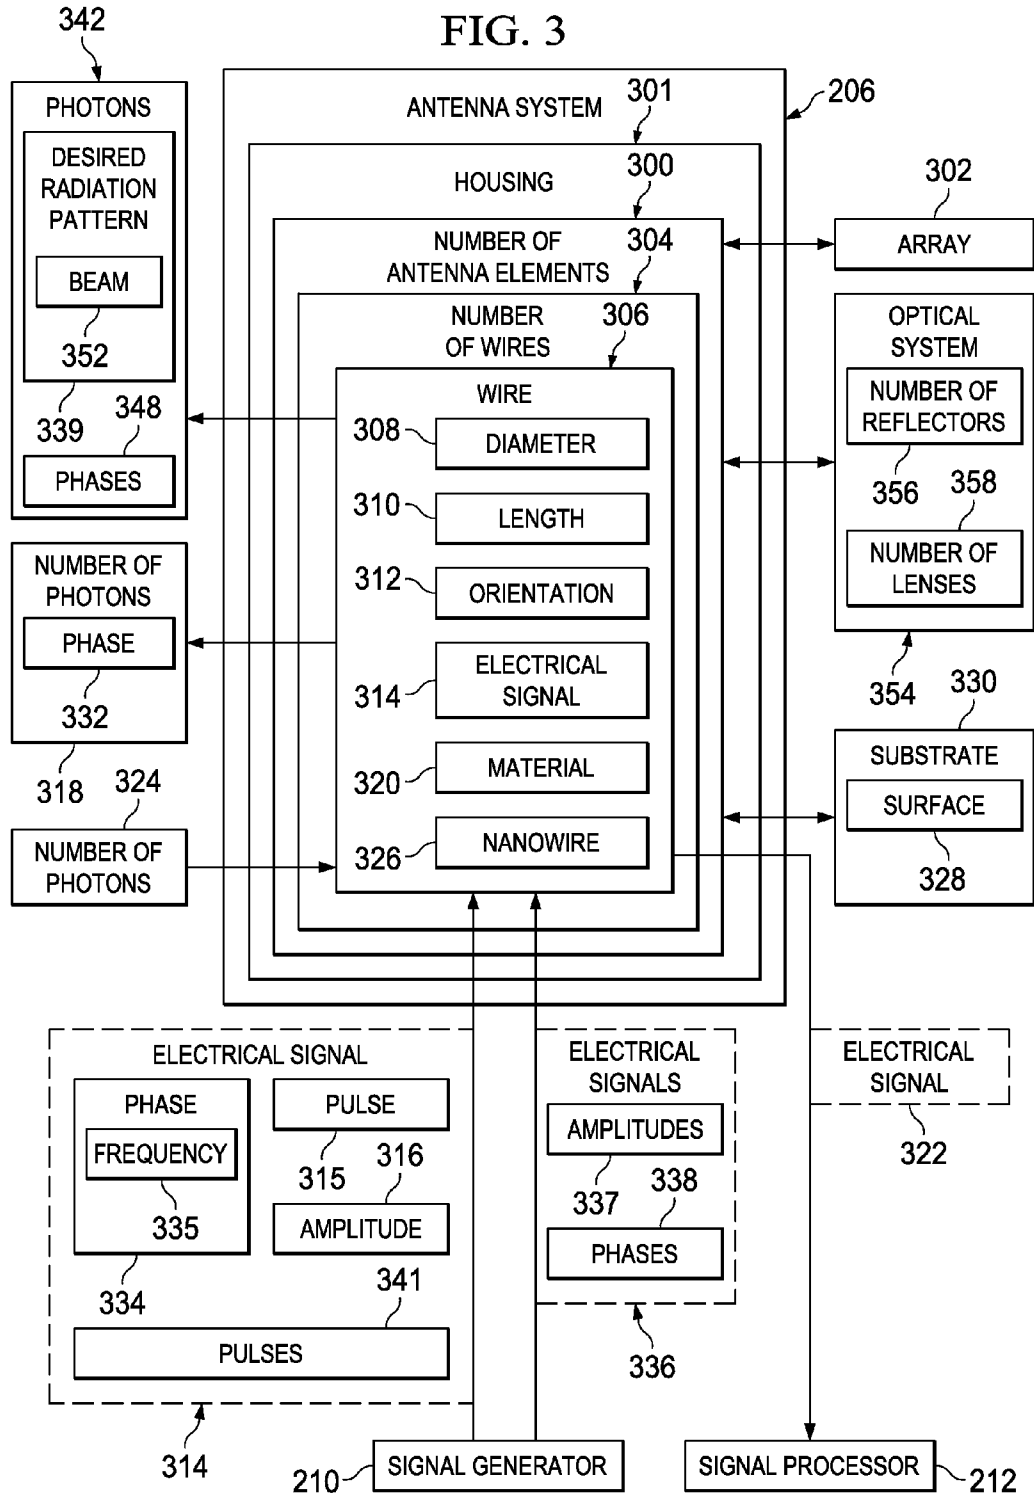 FIG. 3
342
PHOTONS
DESIRED
RADIATION
PATTERN
BEAM
352
339
348
PHASES
NUMBER OF
PHOTONS
PHASE
332
318
324
NUMBER OF
PHOTONS
206
ANTENNA SYSTEM
301
HOUSING
300
NUMBER OF
ANTENNA ELEMENTS
304
NUMBER
OF WIRES
306
WIRE
308
DIAMETER
310
LENGTH
312
ORIENTATION
314
ELECTRICAL
SIGNAL
320
MATERIAL
326
NANOWIRE
302
ARRAY
OPTICAL
SYSTEM
NUMBER OF
REFLECTORS
356
358
NUMBER OF
LENSES
354
330
SUBSTRATE
SURFACE
328
ELECTRICAL SIGNAL
PHASE
FREQUENCY
335
334
PULSE
315
316
AMPLITUDE
341
PULSES
314
ELECTRICAL
SIGNALS
AMPLITUDES
337
338
PHASES
336
ELECTRICAL
SIGNAL
322
210
SIGNAL GENERATOR
SIGNAL PROCESSOR
212